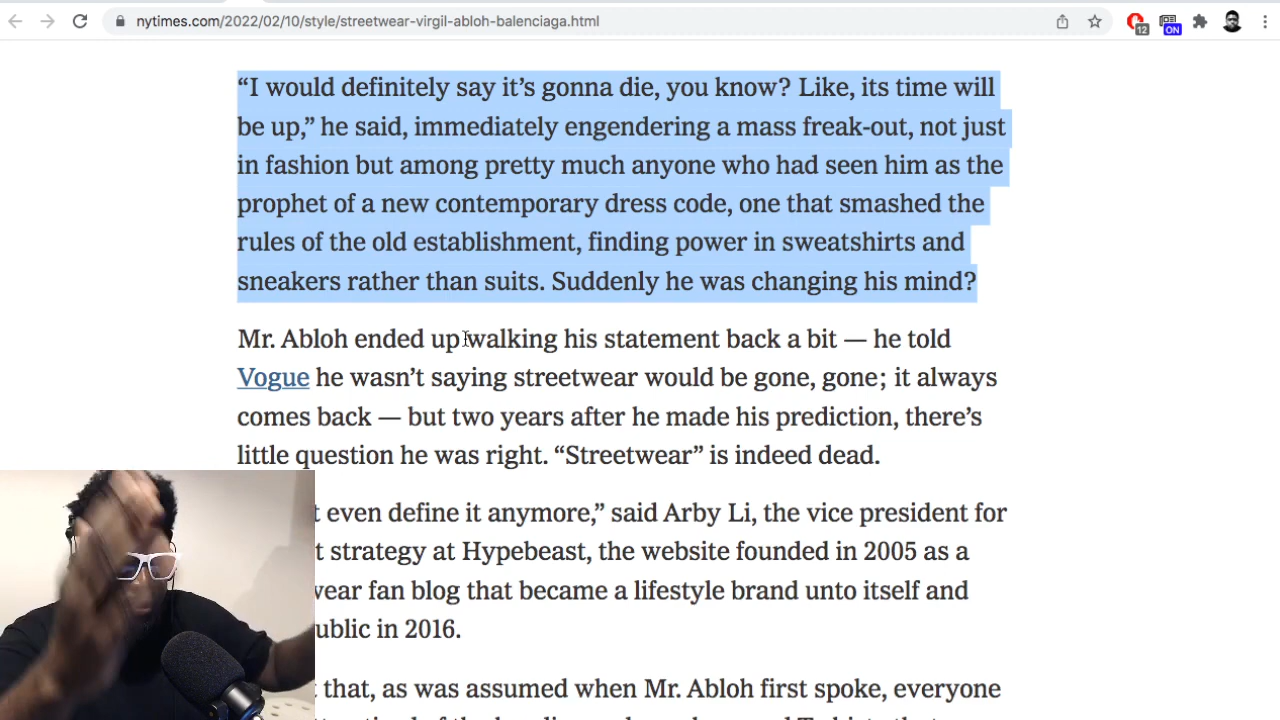 nytimes.com/2022/02/10/style/streetwear-virgil-abloh-balenciaga.html
12
ON
“I would definitely say it’s gonna die, you know? Like, its time will
be up,” he said, immediately engendering a mass freak-out, not just
in fashion but among pretty much anyone who had seen him as the
prophet of a new contemporary dress code, one that smashed the
rules of the old establishment, finding power in sweatshirts and
sneakers rather than suits. Suddenly he was changing his mind?
Mr. Abloh ended up walking his statement back a bit — he told
Vogue he wasn’t saying streetwear would be gone, gone; it always
comes back — but two years after he made his prediction, there’s
little question he was right. “Streetwear” is indeed dead.
t even define it anymore,” said Arby Li, the vice president for
t strategy at Hypebeast, the website founded in 2005 as a
wear fan blog that became a lifestyle brand unto itself and
ublic in 2016.
t that, as was assumed when Mr. Abloh first spoke, everyone